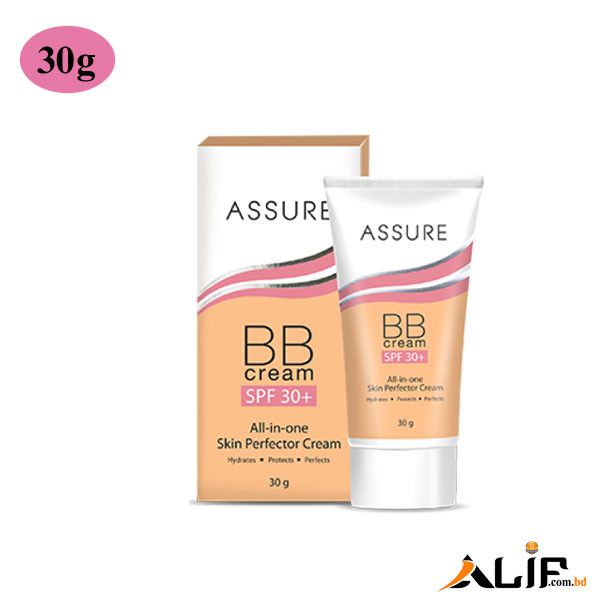 30g
ASSURE
BB
cream
SPF 30+
All-in-one
Skin Perfector Cream
Hydrates ▪ Protects ▪ Perfects
30 g
ASSURE
BB
cream
SPF 30+
All-in-one
Skin Perfector Cream
Hydrates ▪ Protects ▪ Perfects
30 g
ALIF.com.bd